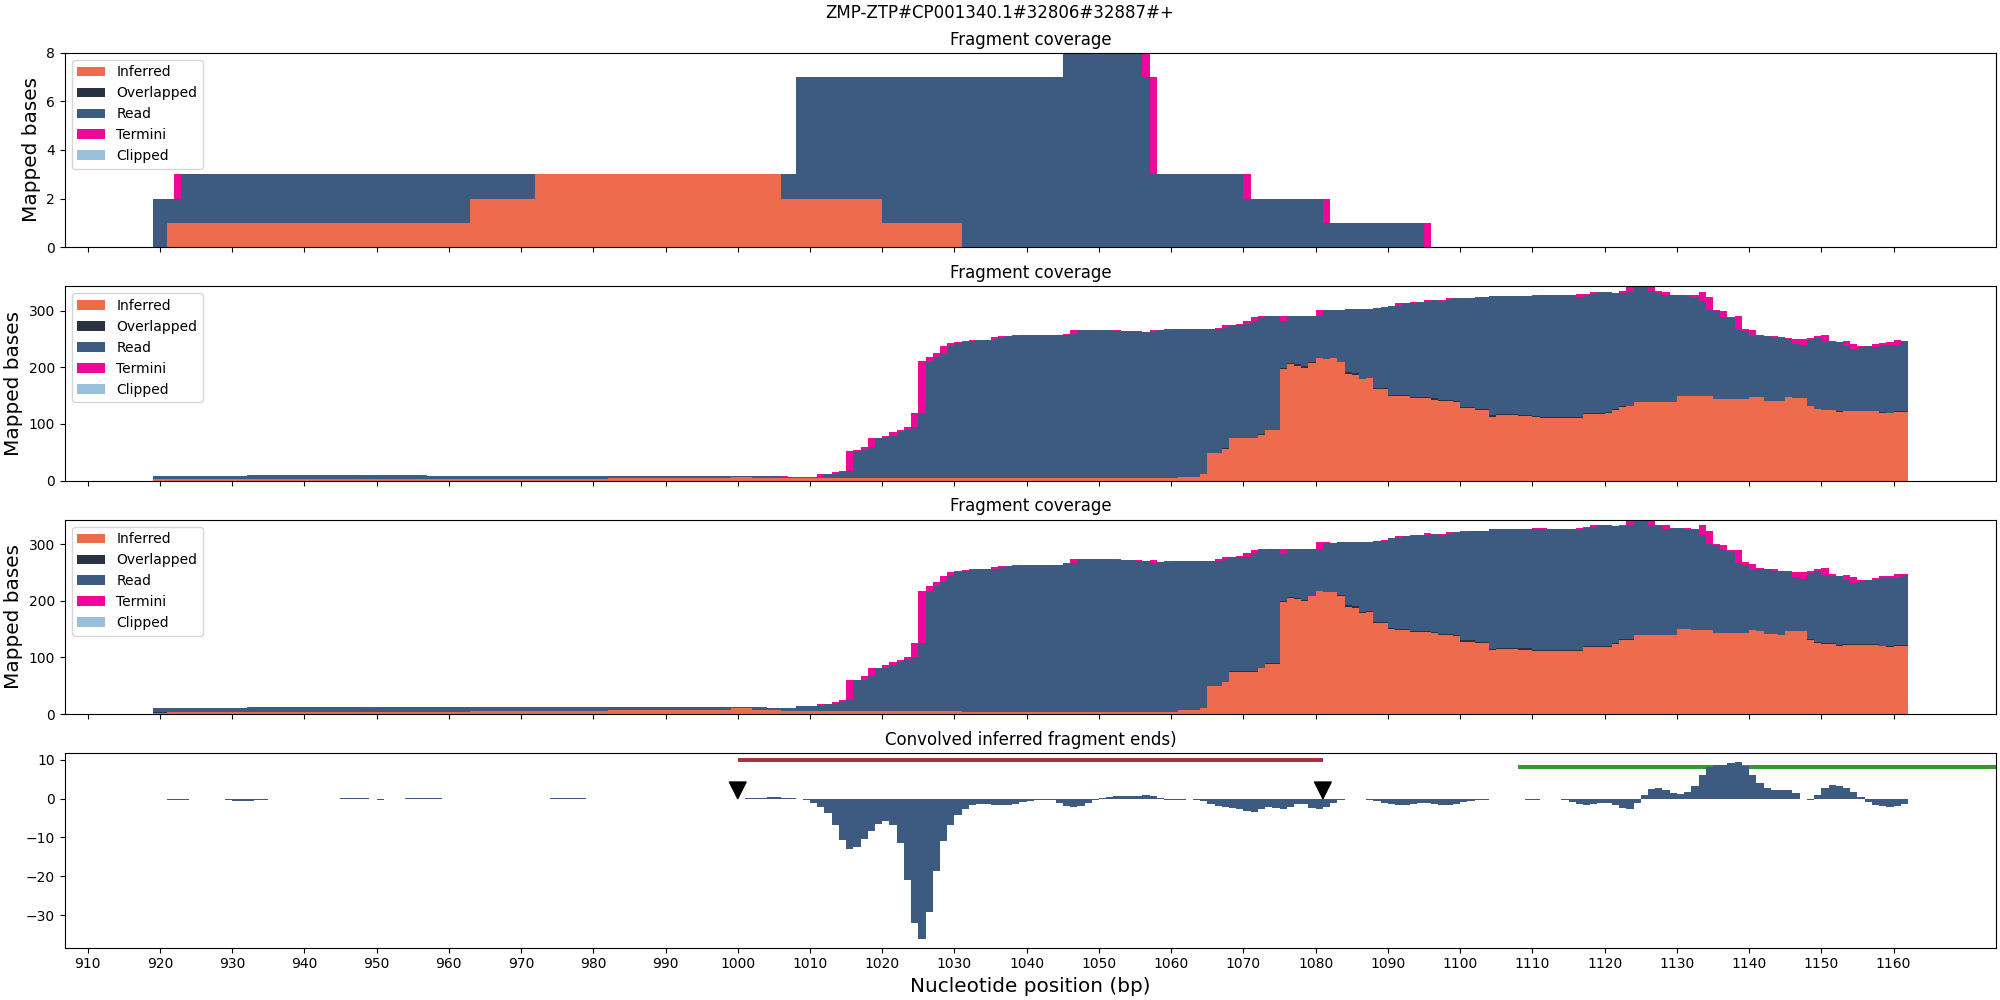 ZMP-ZTP#CP001340.1#32806#32887#+
Fragment coverage
Mapped bases
8
6
4
2
0
Inferred
Overlapped
Read
Termini
Clipped
Fragment coverage
Mapped bases
300
200
100
0
Inferred
Overlapped
Read
Termini
Clipped
Fragment coverage
Mapped bases
300
200
100
0
Inferred
Overlapped
Read
Termini
Clipped
Convolved inferred fragment ends)
10
0
−10
−20
−30
910 920 930 940 950 960 970 980 990 1000 1010 1020 1030 1040 1050 1060 1070 1080 1090 1100 1110 1120 1130 1140 1150 1160
Nucleotide position (bp)